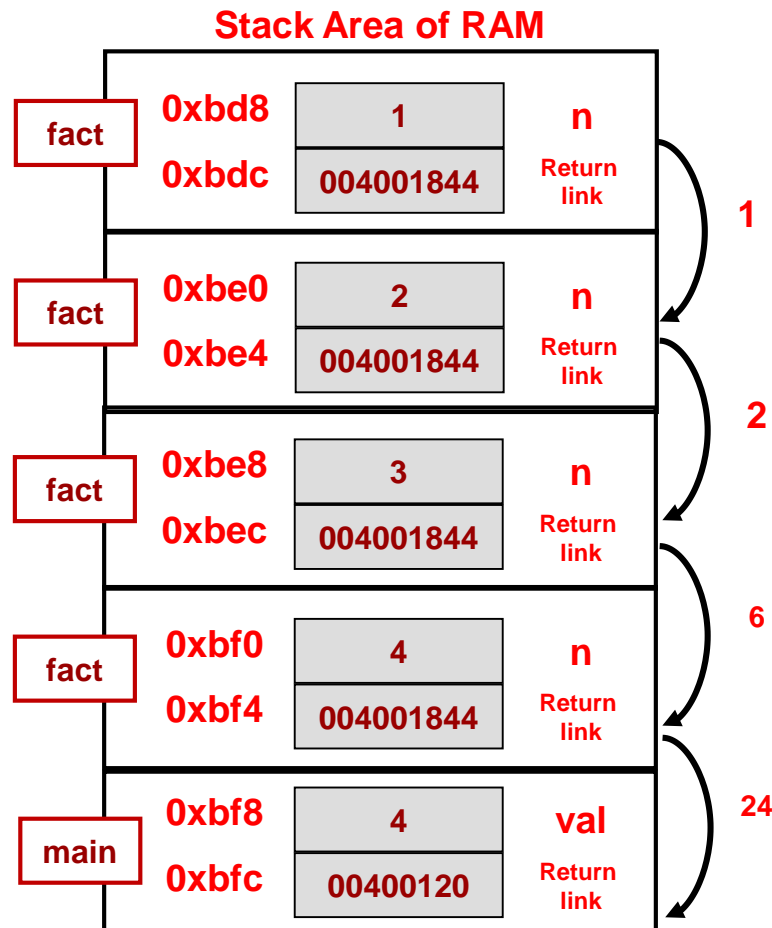 Stack Area of RAM
fact
0xbd8
1
n
0xbdc
004001844
Return
link
1
fact
0xbe0
2
n
0xbe4
004001844
Return
link
2
fact
0xbe8
3
n
0xbec
004001844
Return
link
6
fact
0xbf0
4
n
0xbf4
004001844
Return
link
24
main
0xbf8
4
val
0xbfc
00400120
Return
link